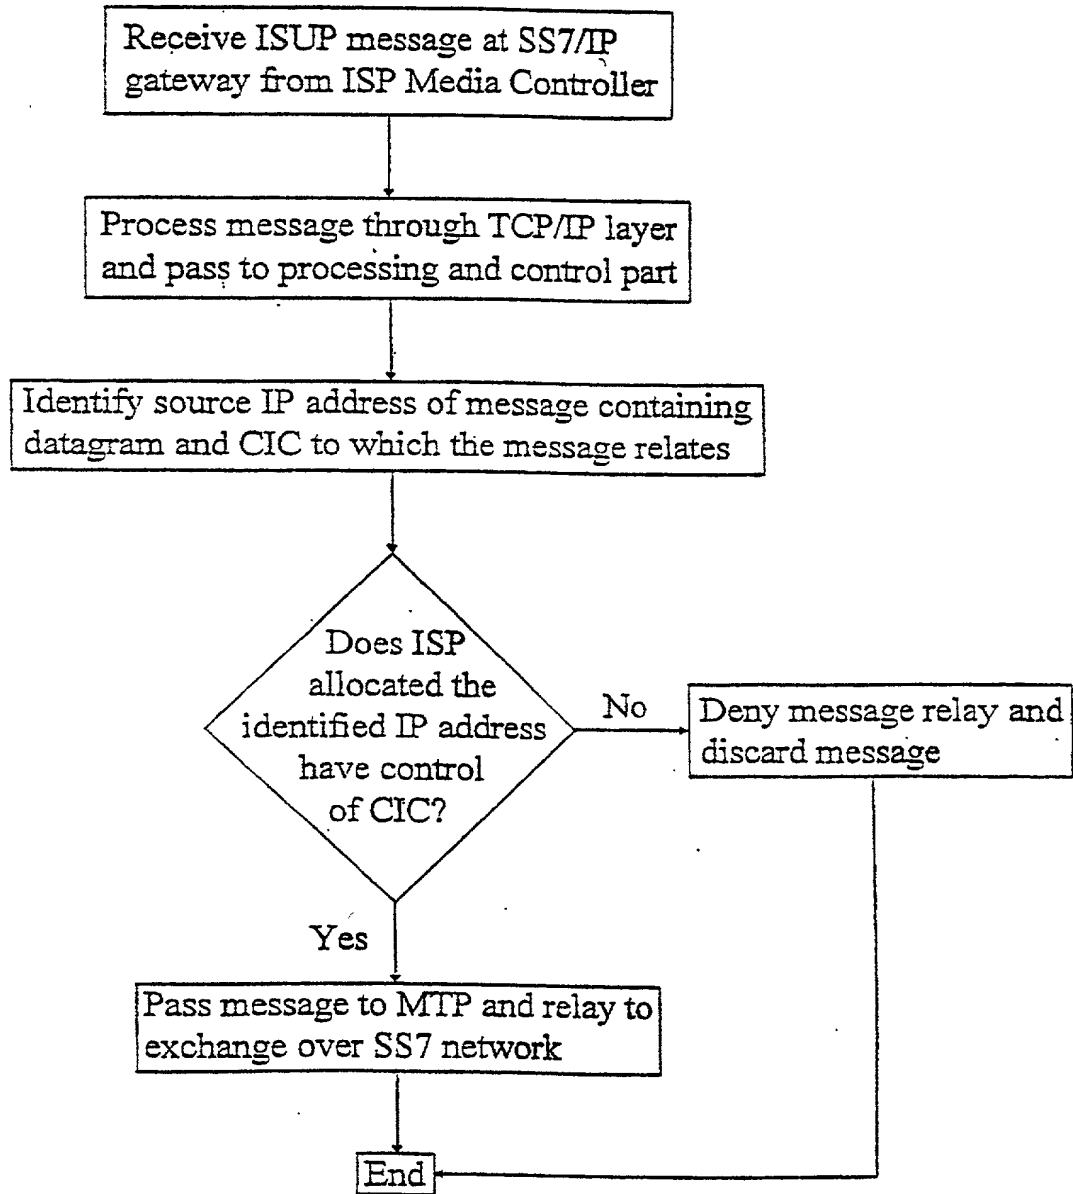 Receive ISUP message at SS7/IP
gateway from ISP Media Controller
Process message through TCP/IP layer
and pass to processing and control part
Identify source IP address of message containing
datagram and CIC to which the message relates
Does ISP
allocated the
identified IP address
have control
of CIC?
No
Deny message relay and
discard message
Yes
Pass message to MTP and relay to
exchange over SS7 network
End